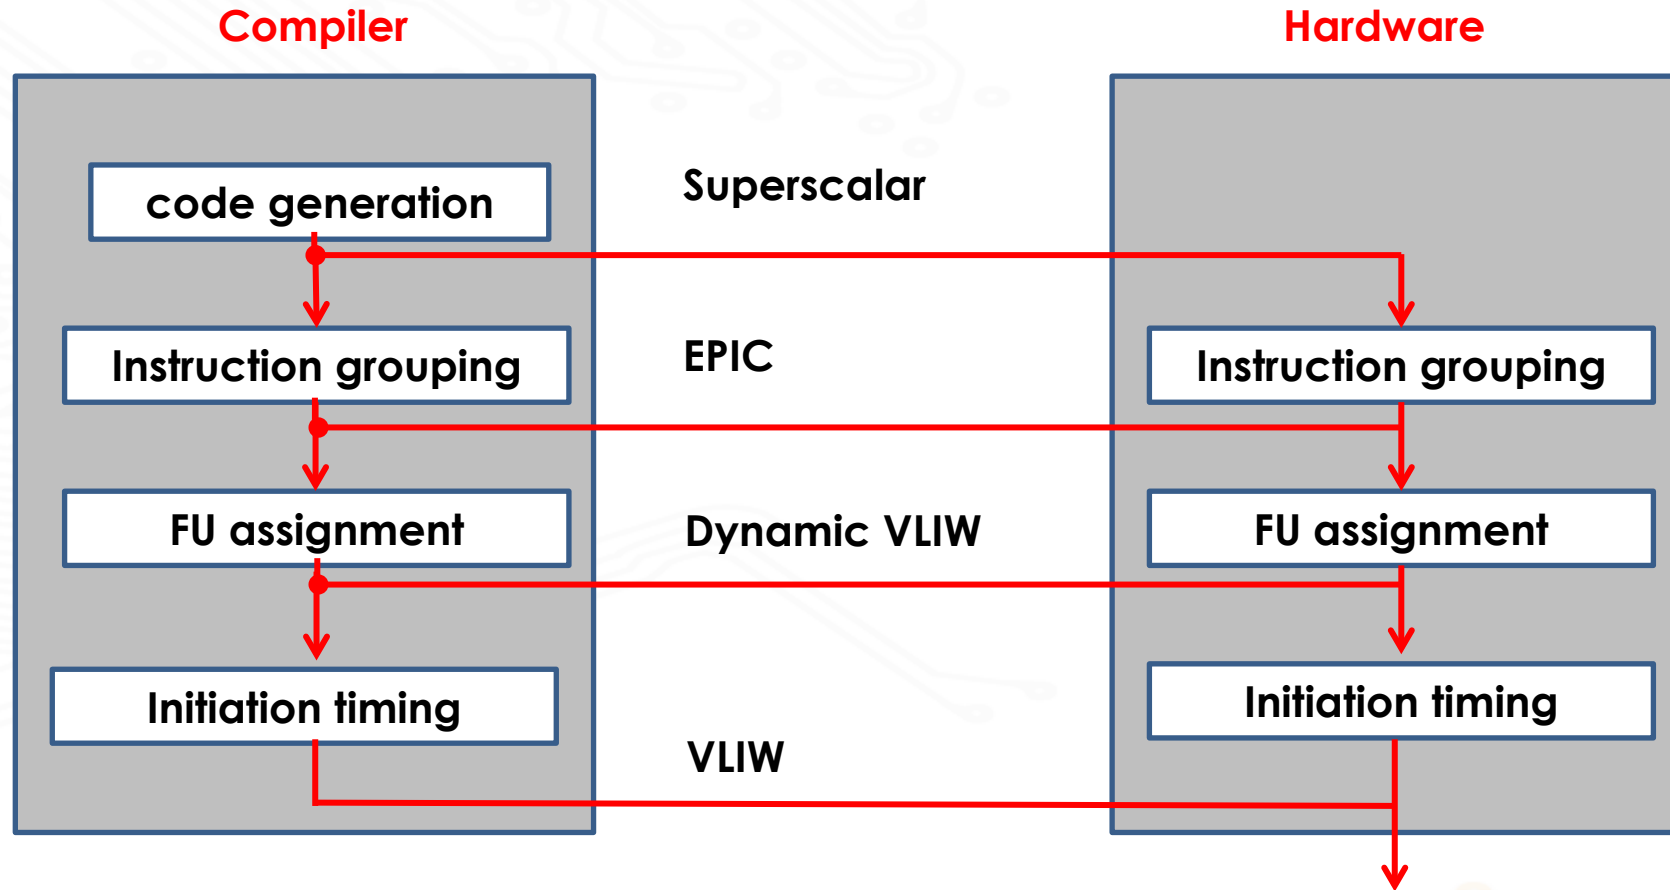 Compiler
Hardware
code generation
Superscalar
Instruction grouping
EPIC
Instruction grouping
FU assignment
Dynamic VLIW
FU assignment
Initiation timing
VLIW
Initiation timing